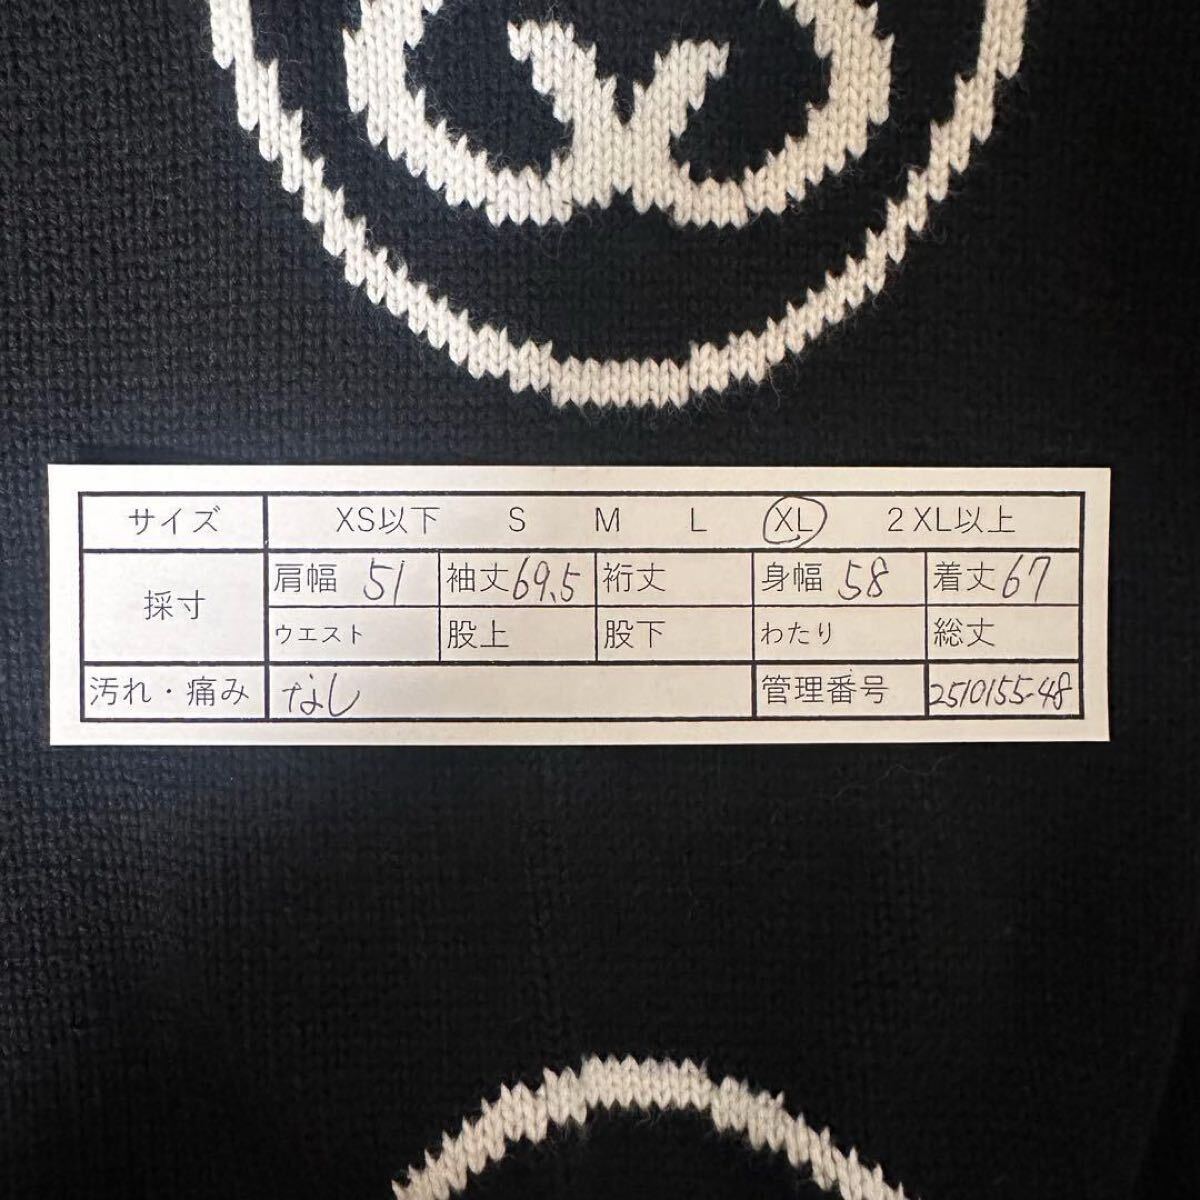 サイズ XS以下 S M L XL 2XL以上
採寸 肩幅 51 袖丈 69.5 裄丈 身幅 58 着丈 67
ウエスト 股上 股下 わたり 総丈
汚れ・痛み なし 管理番号 2510155-48